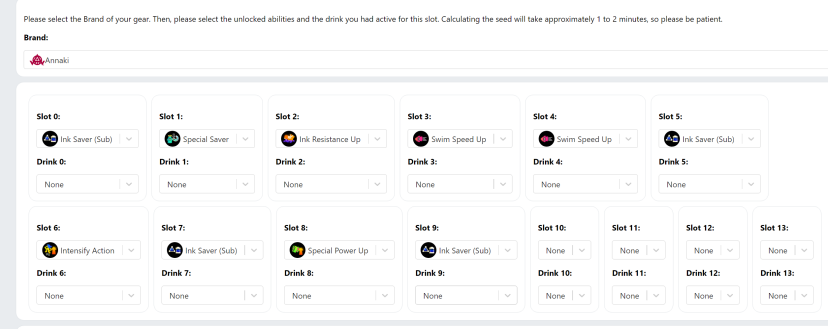 Please select the Brand of your gear. Then, please select the unlocked abilities and the drink you had active for this slot. Calculating the seed will take approximately 1 to 2 minutes, so please be patient.
Brand:
Annaki
Slot 0: Slot 1: Slot 2: Slot 3: Slot 4: Slot 5:
Ink Saver (Sub) Special Saver Ink Resistance Up Swim Speed Up Swim Speed Up Ink Saver (Sub)
Drink 0: Drink 1: Drink 2: Drink 3: Drink 4: Drink 5:
None None None None None None
Slot 6: Slot 7: Slot 8: Slot 9: Slot 10: Slot 11: Slot 12: Slot 13:
Intensify Action Ink Saver (Sub) Special Power Up Ink Saver (Sub) None None None None
Drink 6: Drink 7: Drink 8: Drink 9: Drink 10: Drink 11: Drink 12: Drink 13:
None None None None None None None None